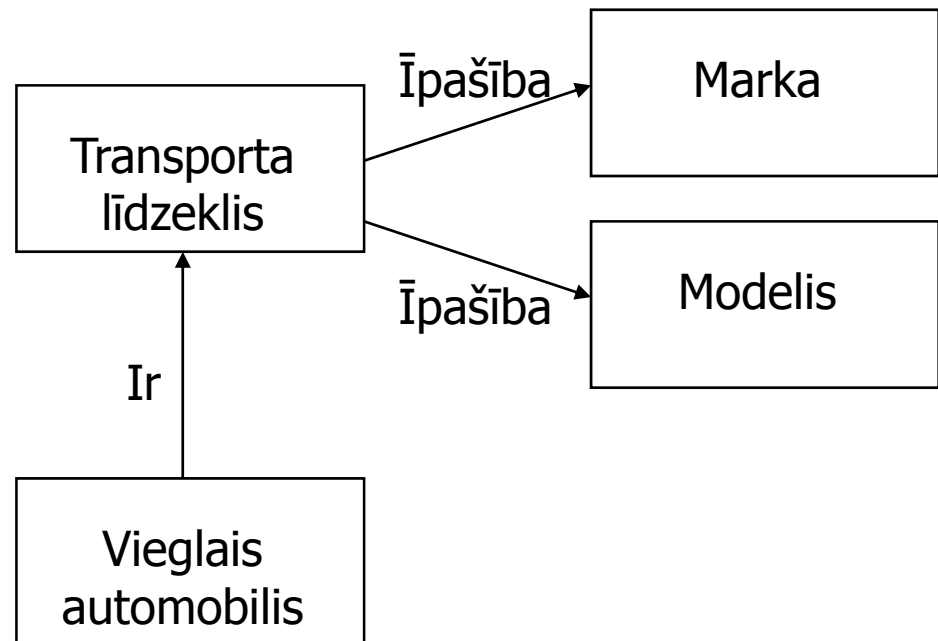 Īpašība
Marka
Transporta
līdzeklis
Īpašība
Modelis
Ir
Vieglais
automobilis